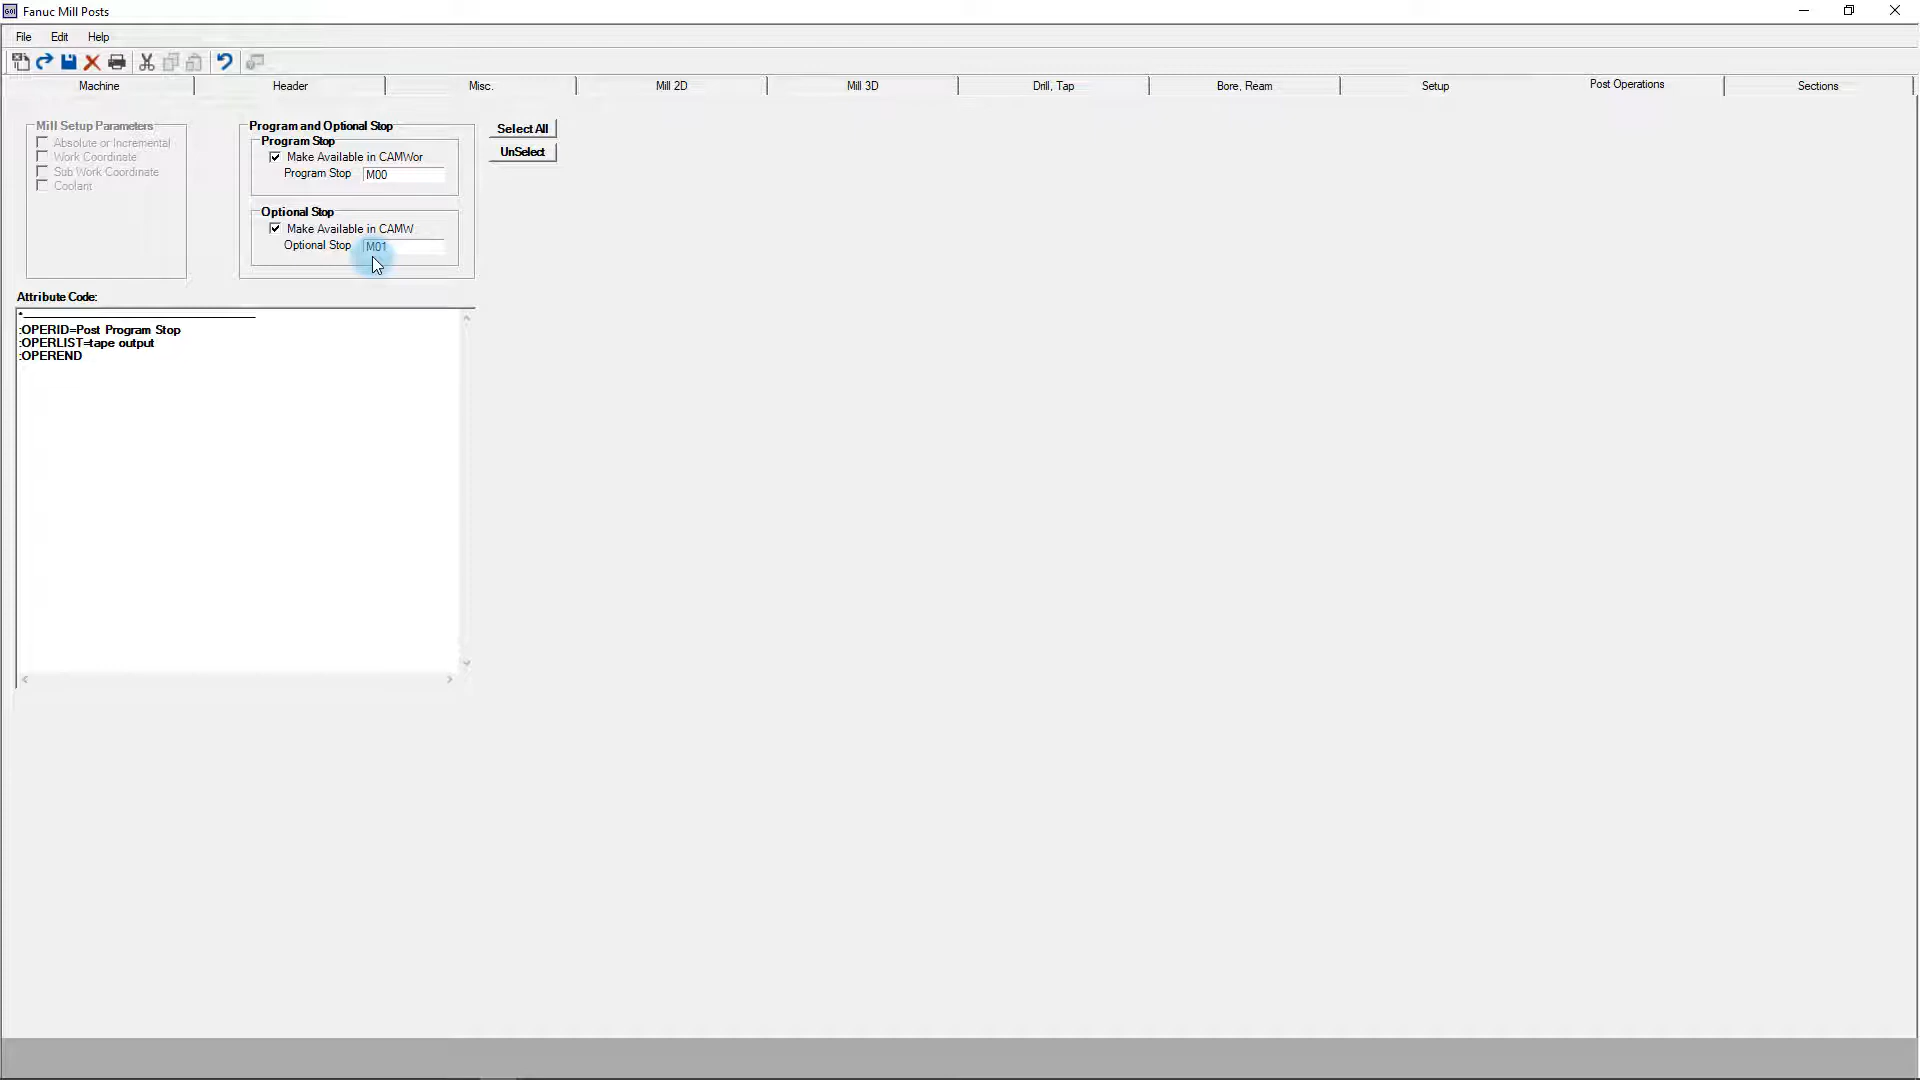 G01 Fanuc Mill Posts
File Edit Help
Machine Header Misc. Mill 2D Mill 3D Drill, Tap Bore, Ream Setup Post Operations Sections
Mill Setup Parameters
Absolute or Incremental
Work Coordinate
Sub Work Coordinate
Coolant
Program and Optional Stop
Program Stop
Make Available in CAMWor
Program Stop M00
Optional Stop
Make Available in CAMW
Optional Stop M01
Select All
UnSelect
Attribute Code:
*________________________________________
:OPERID=Post Program Stop
:OPERLIST=tape output
:OPEREND